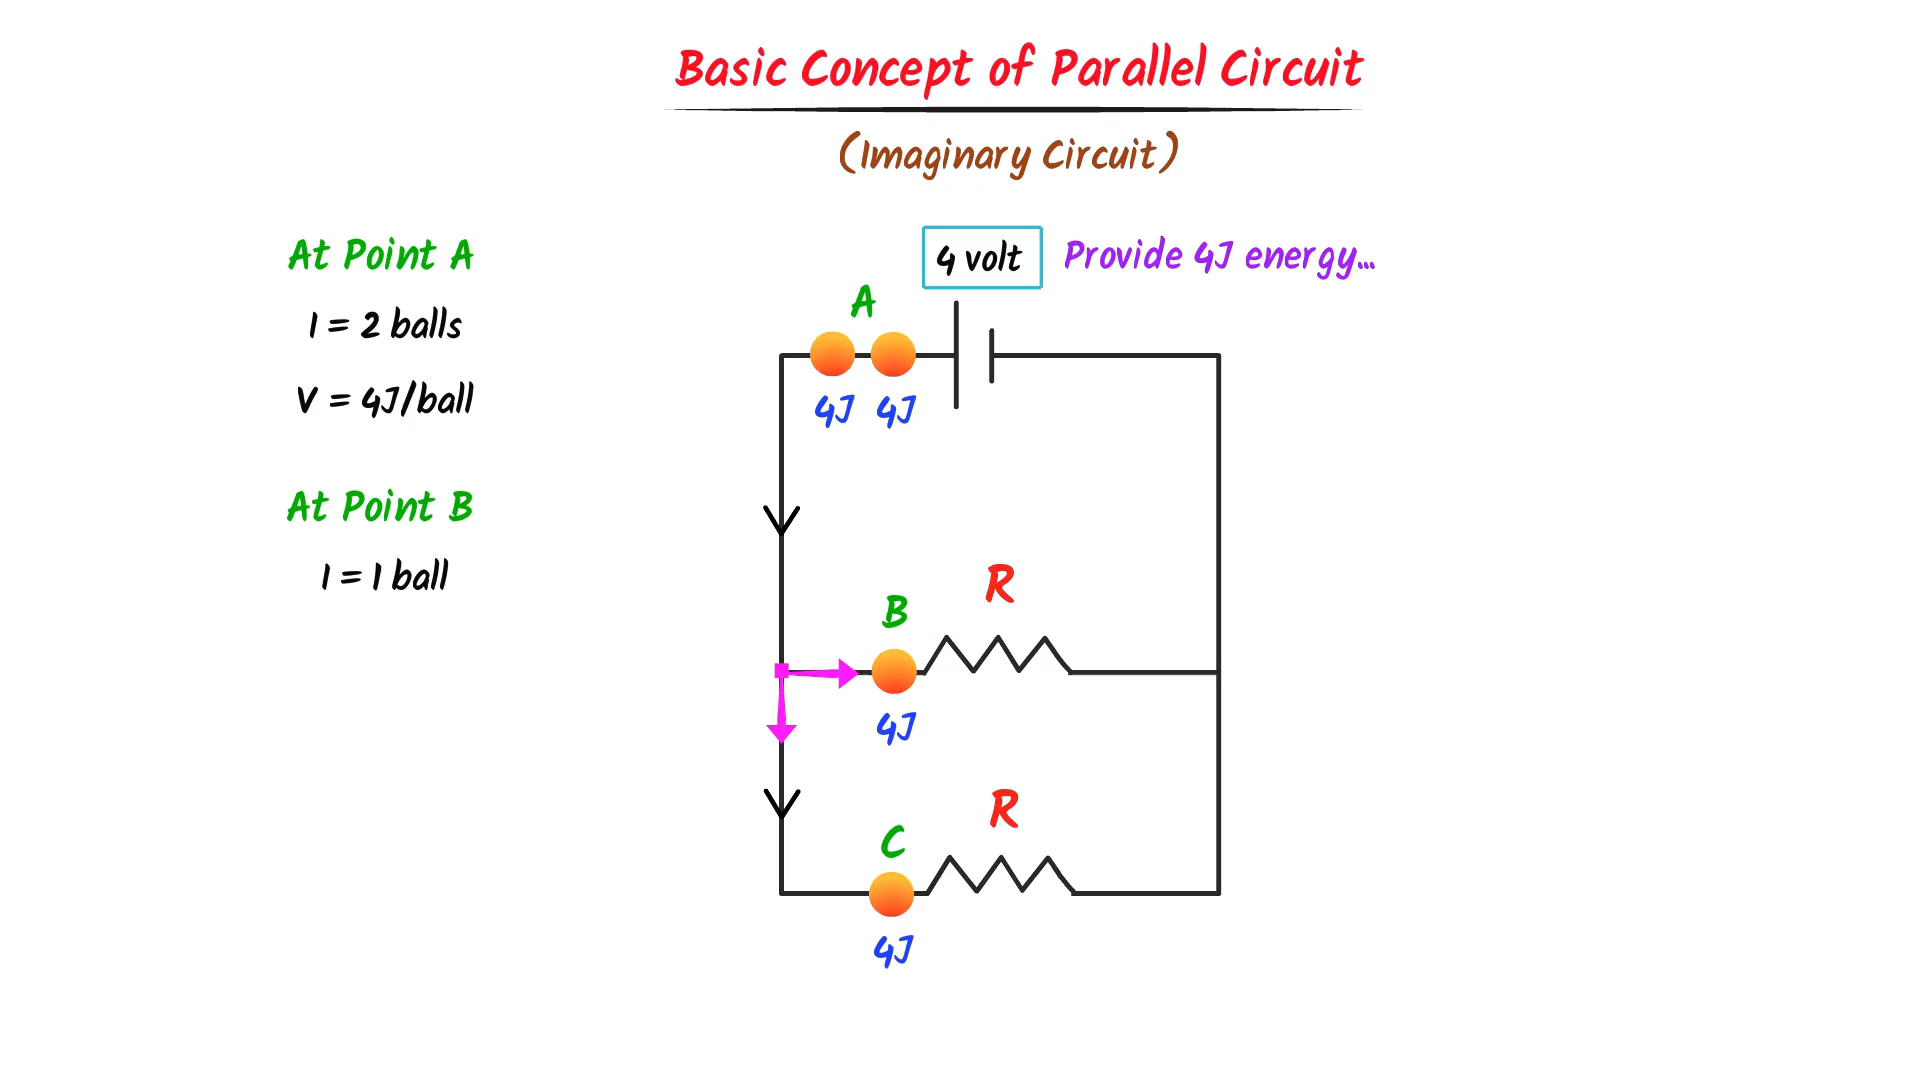 Basic Concept of Parallel Circuit
(Imaginary Circuit)
At Point A
I = 2 balls
V = 4J/ball
At Point B
I = 1 ball
4 volt
Provide 4J energy...
A
4J 4J
R
B
4J
R
C
4J